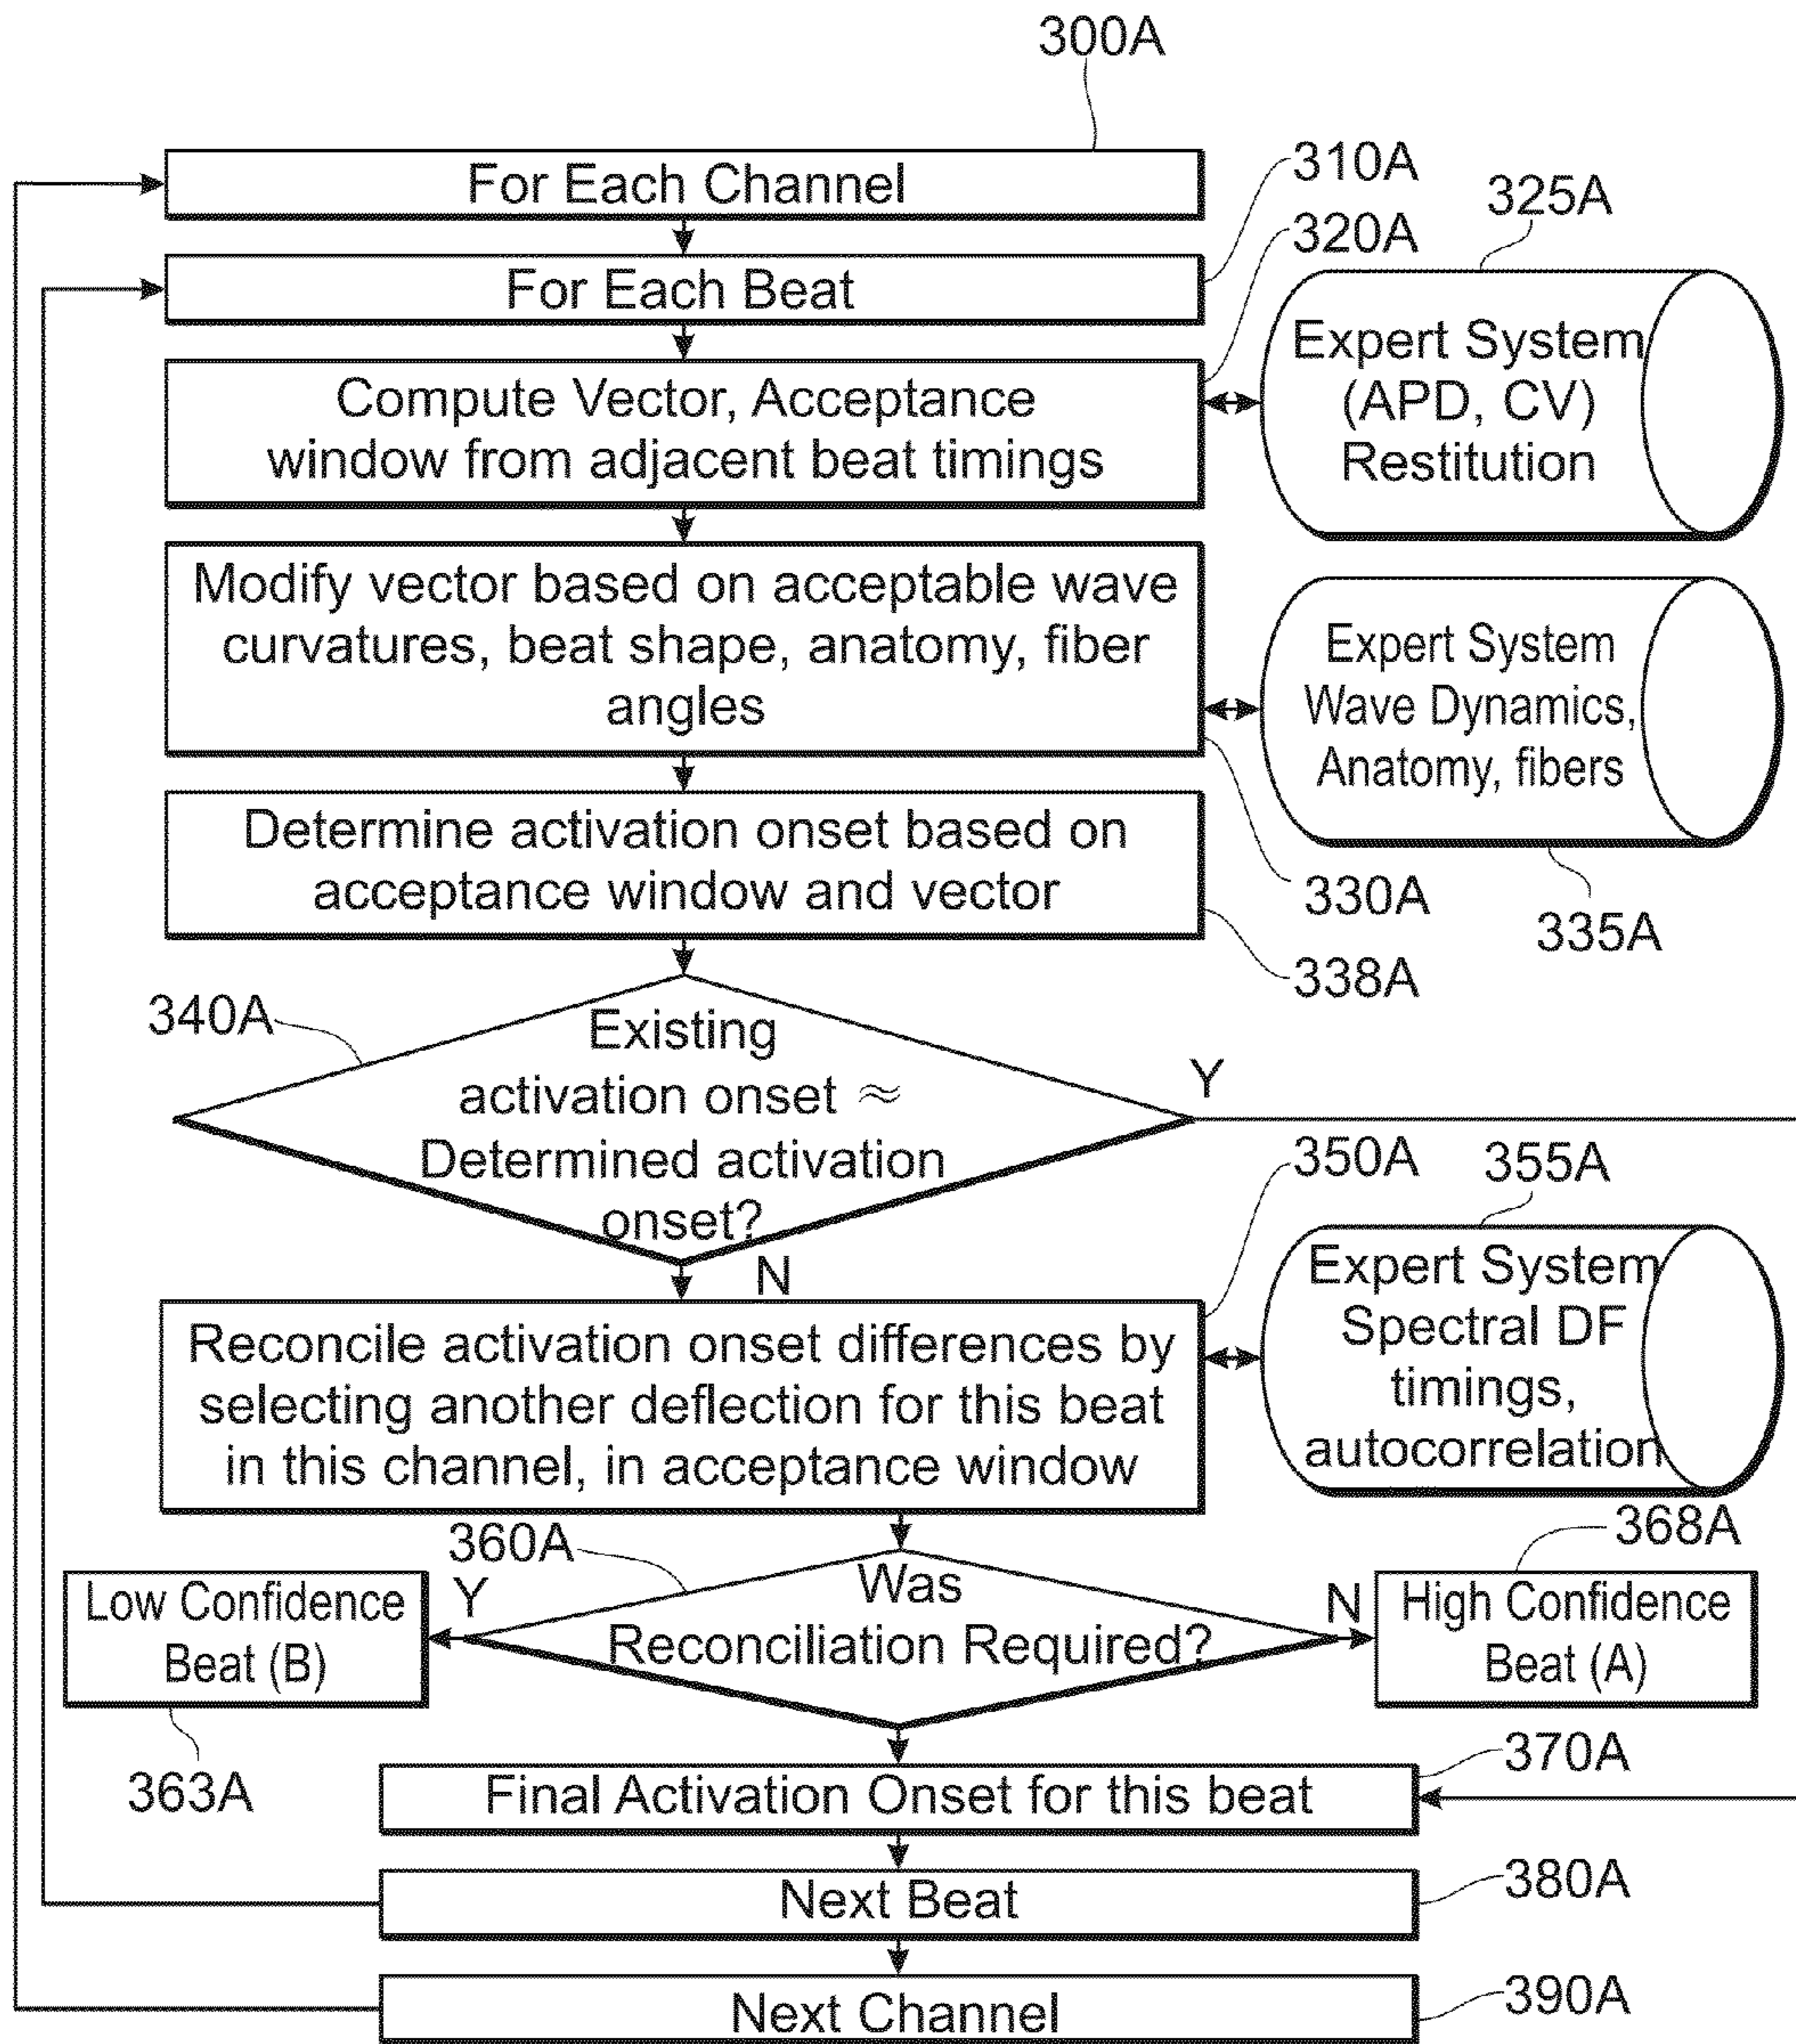 300A
For Each Channel
310A
For Each Beat
320A
325A
Compute Vector, Acceptance
window from adjacent beat timings
Expert System
(APD, CV)
Restitution
Modify vector based on acceptable wave
curvatures, beat shape, anatomy, fiber
angles
Expert System
Wave Dynamics,
Anatomy, fibers
330A
335A
Determine activation onset based on
acceptance window and vector
338A
340A
Existing
activation onset ≈
Determined activation
onset?
Y
N
350A
355A
Reconcile activation onset differences by
selecting another deflection for this beat
in this channel, in acceptance window
Expert System
Spectral DF
timings,
autocorrelation
360A
368A
Was
Reconciliation Required?
Y
N
Low Confidence
Beat (B)
363A
High Confidence
Beat (A)
370A
Final Activation Onset for this beat
380A
Next Beat
390A
Next Channel